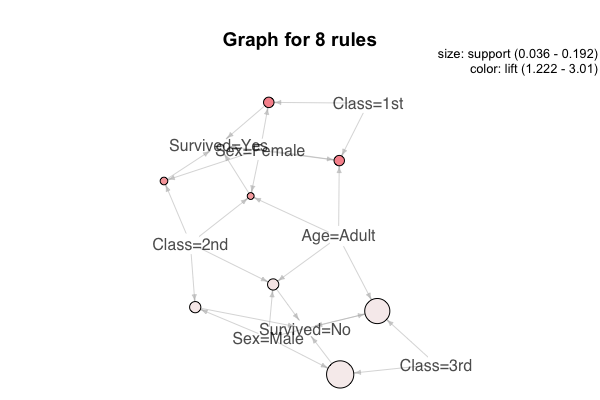 Graph for 8 rules
size: support (0.036 - 0.192)
color: lift (1.222 - 3.01)
Class=1st
Survived=Yes
Sex=Female
Age=Adult
Class=2nd
Survived=No
Sex=Male
Class=3rd